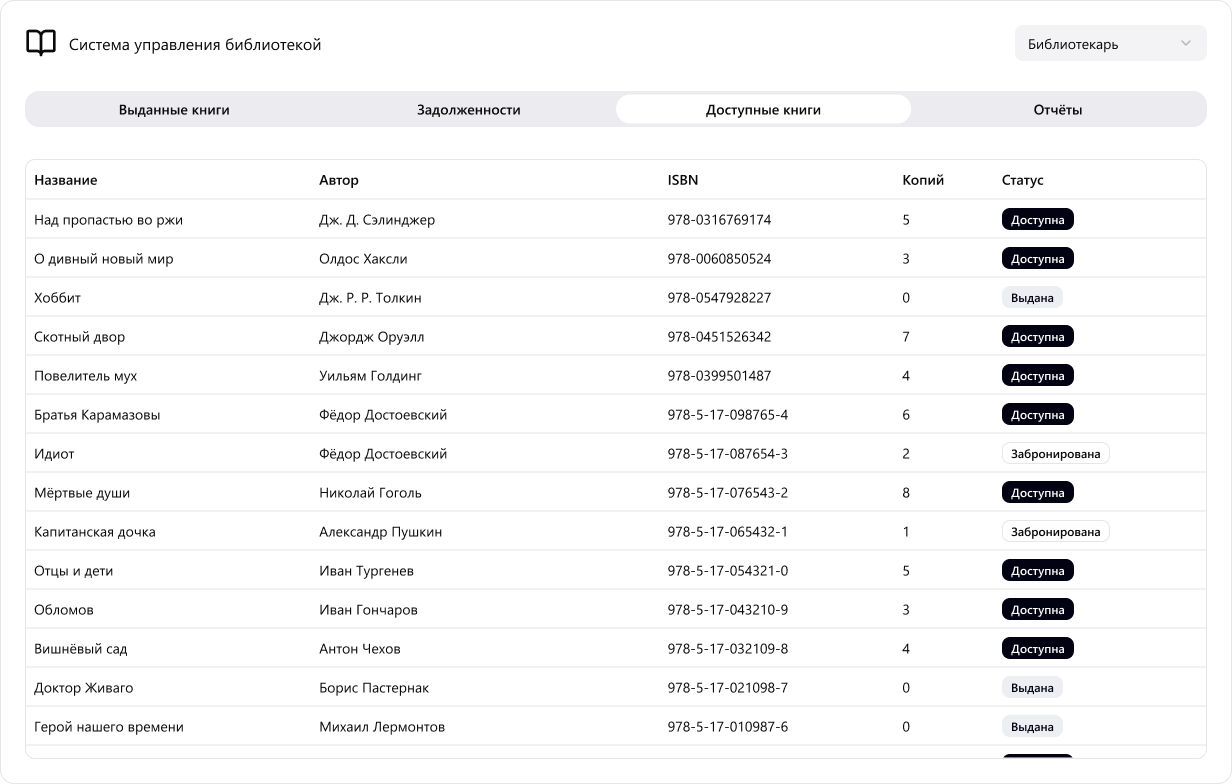 Система управления библиотекой
Библиотекарь
Выданные книги Задолженности Доступные книги Отчёты
Название Автор ISBN Копий Статус
Над пропастью во ржи Дж. Д. Сэлинджер 978-0316769174 5 Доступна
О дивный новый мир Олдос Хаксли 978-0060850524 3 Доступна
Хоббит Дж. Р. Р. Толкин 978-0547928227 0 Выдана
Скотный двор Джордж Оруэлл 978-0451526342 7 Доступна
Повелитель мух Уильям Голдинг 978-0399501487 4 Доступна
Братья Карамазовы Фёдор Достоевский 978-5-17-098765-4 6 Доступна
Идиот Фёдор Достоевский 978-5-17-087654-3 2 Забронирована
Мёртвые души Николай Гоголь 978-5-17-076543-2 8 Доступна
Капитанская дочка Александр Пушкин 978-5-17-065432-1 1 Забронирована
Отцы и дети Иван Тургенев 978-5-17-054321-0 5 Доступна
Обломов Иван Гончаров 978-5-17-043210-9 3 Доступна
Вишнёвый сад Антон Чехов 978-5-17-032109-8 4 Доступна
Доктор Живаго Борис Пастернак 978-5-17-021098-7 0 Выдана
Герой нашего времени Михаил Лермонтов 978-5-17-010987-6 0 Выдана